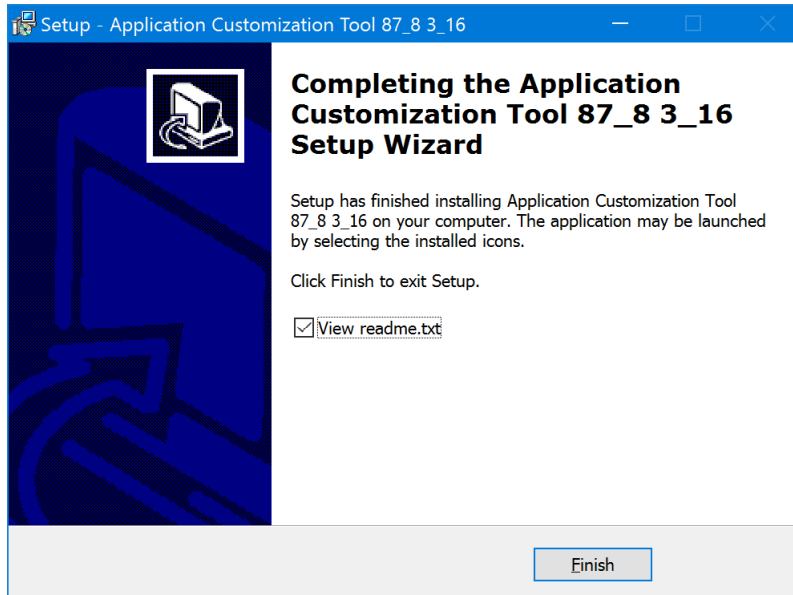 Setup - Application Customization Tool 87_8 3_16
Completing the Application
Customization Tool 87_8 3_16
Setup Wizard
Setup has finished installing Application Customization Tool
87_8 3_16 on your computer. The application may be launched
by selecting the installed icons.
Click Finish to exit Setup.
View readme.txt
Finish